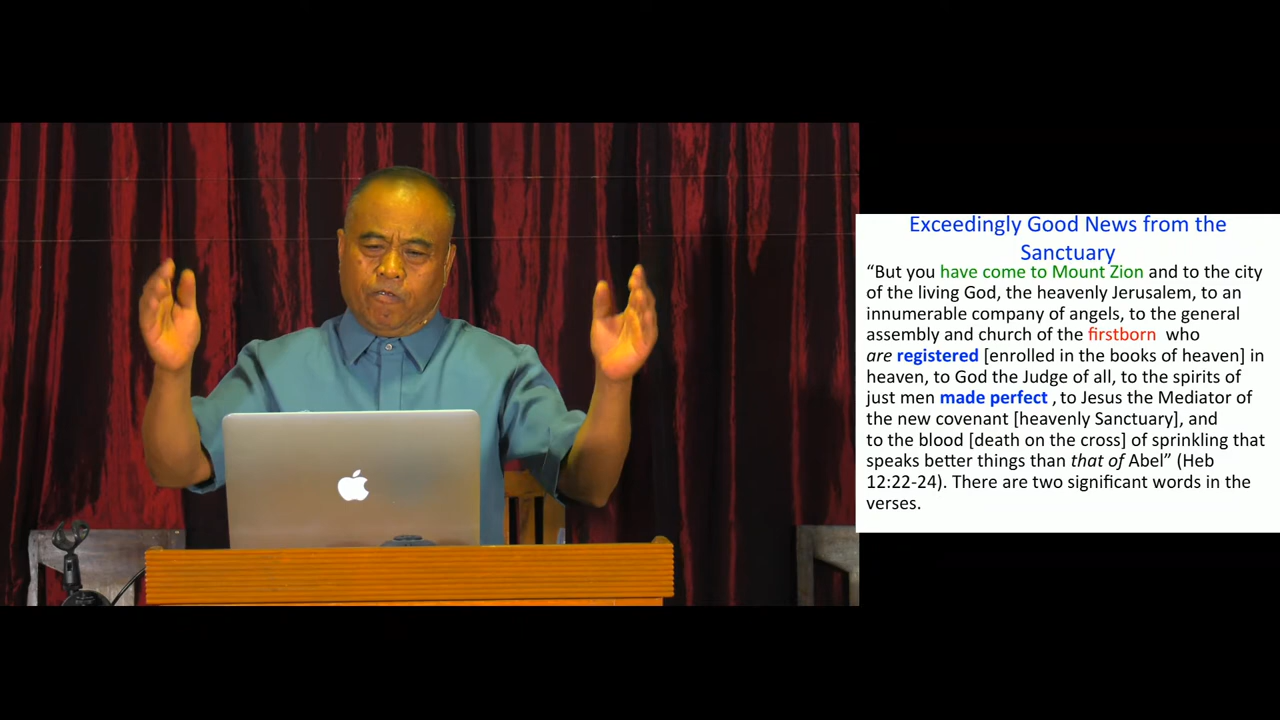 Exceedingly Good News from the
Sanctuary
“But you have come to Mount Zion and to the city
of the living God, the heavenly Jerusalem, to an
innumerable company of angels, to the general
assembly and church of the firstborn who
are registered [enrolled in the books of heaven] in
heaven, to God the Judge of all, to the spirits of
just men made perfect , to Jesus the Mediator of
the new covenant [heavenly Sanctuary], and
to the blood [death on the cross] of sprinkling that
speaks better things than that of Abel” (Heb
12:22-24). There are two significant words in the
verses.